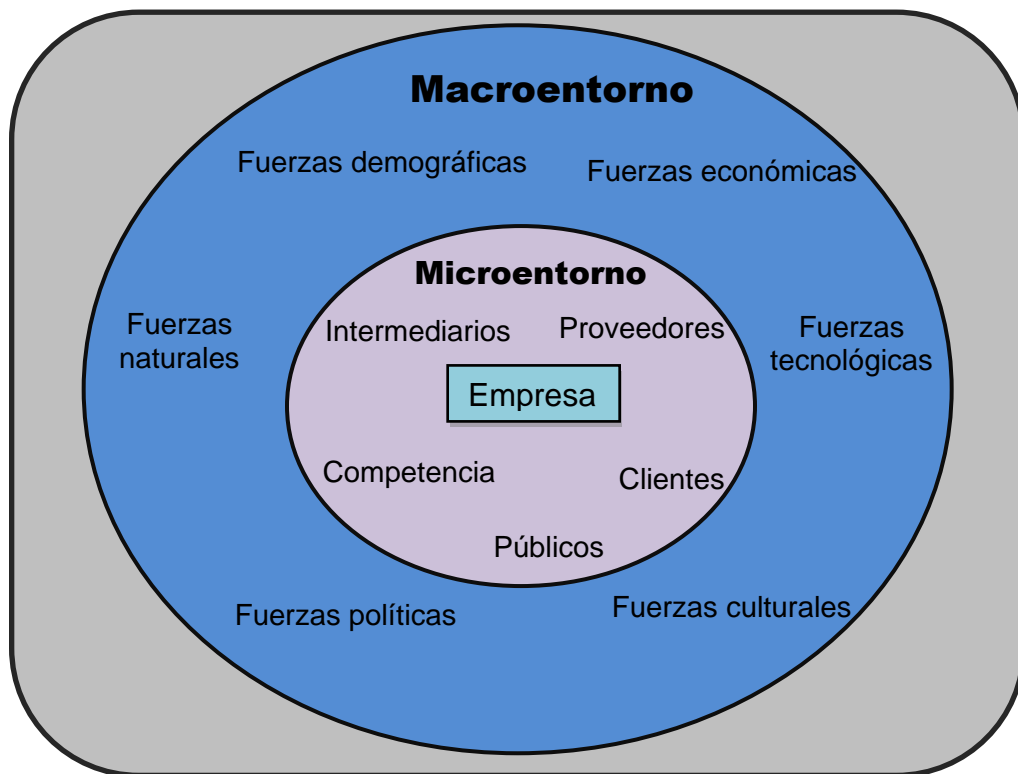 Macroentorno
Fuerzas demográficas
Fuerzas económicas
Microentorno
Fuerzas
naturales
Intermediarios
Proveedores
Fuerzas
tecnológicas
Empresa
Competencia
Clientes
Públicos
Fuerzas políticas
Fuerzas culturales